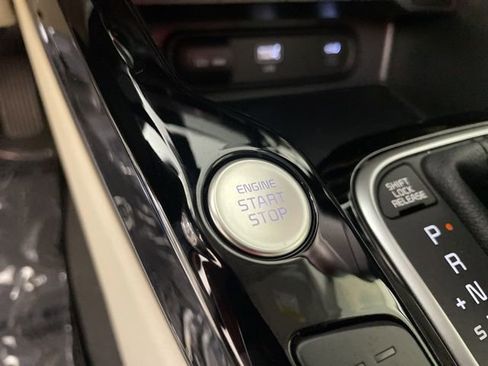 ENGINE
START
STOP
SHIFT
LOCK
RELEASE
P
R
+ N
S